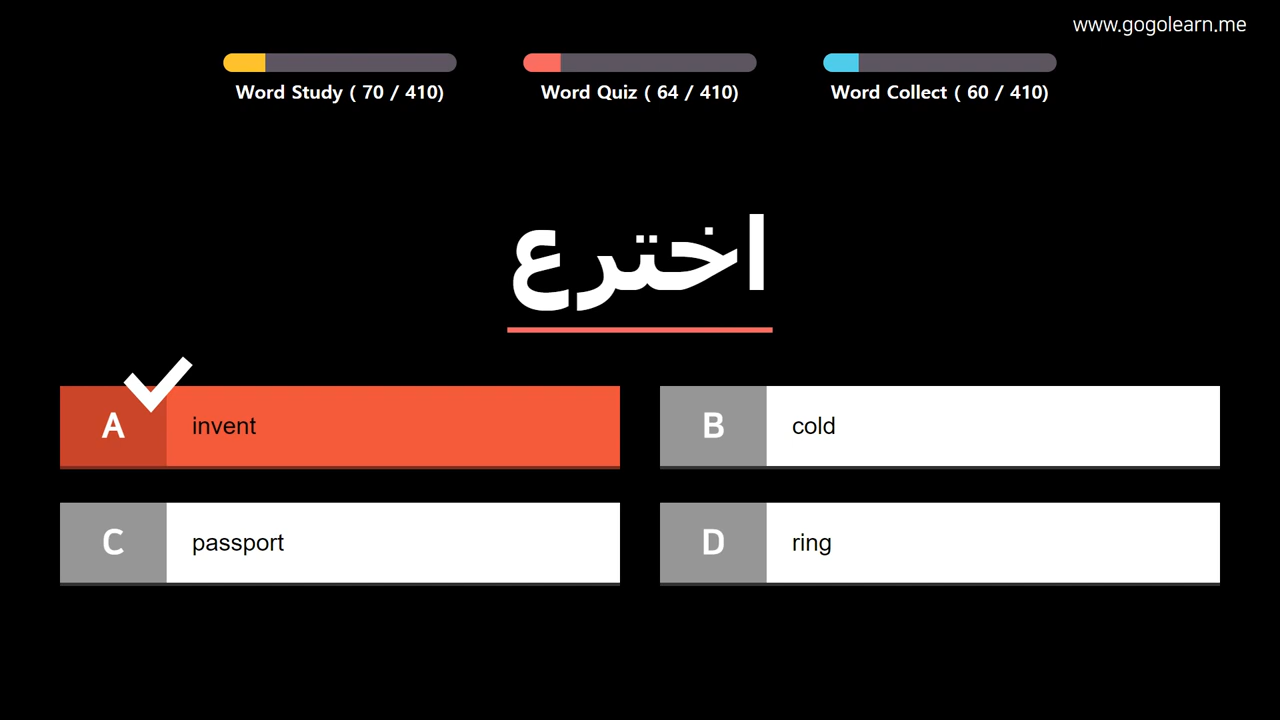 www.gogolearn.me
Word Study ( 70 / 410)
Word Quiz ( 64 / 410)
Word Collect ( 60 / 410)
اخترع
A invent
B cold
C passport
D ring